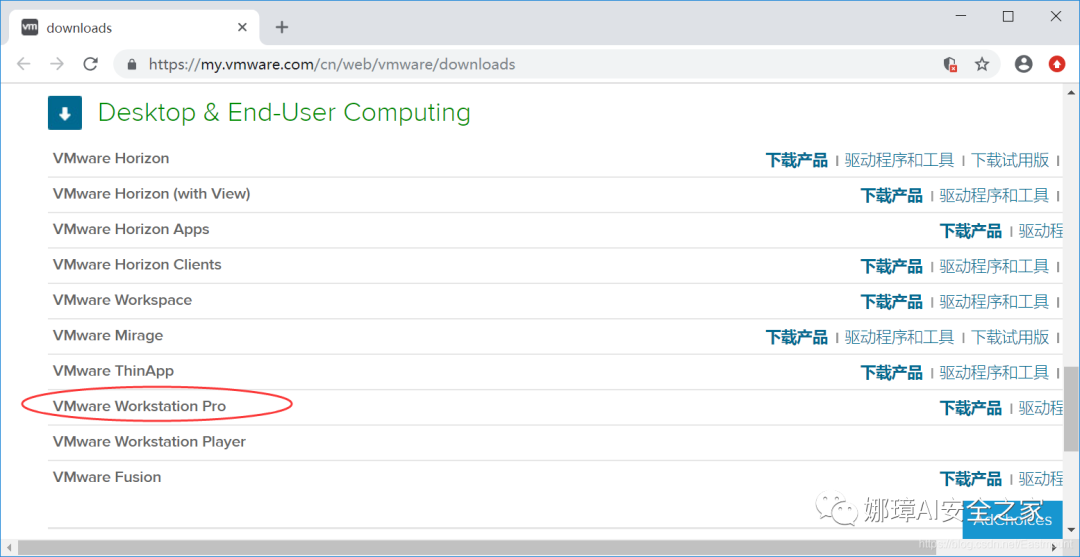 vm downloads
https://my.vmware.com/cn/web/vmware/downloads
Desktop & End-User Computing
VMware Horizon 下载产品 | 驱动程序和工具 | 下载试用版 |
VMware Horizon (with View) 下载产品 | 驱动程序和工具 |
VMware Horizon Apps 下载产品 | 驱动程
VMware Horizon Clients 下载产品 | 驱动程序和工具 |
VMware Workspace 下载产品 | 驱动程序和工具 |
VMware Mirage 下载产品 | 驱动程序和工具 | 下载试用版 |
VMware ThinApp 下载产品 | 驱动程序和工具 |
VMware Workstation Pro 下载产品 | 驱动程
VMware Workstation Player
VMware Fusion 下载产品 | 驱动程
娜璋AI安全之家
AdChoices